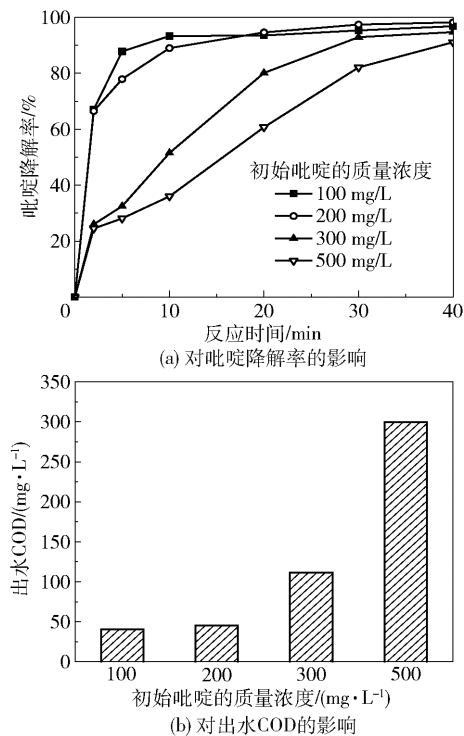 100
80
60
40
20
0
吡啶降解率/%
初始吡啶的质量浓度
100 mg/L
200 mg/L
300 mg/L
500 mg/L
10
20
30
40
反应时间/min
(a) 对吡啶降解率的影响
350
300
250
200
150
100
50
0
出水COD/(mg·L⁻¹)
100
200
300
500
初始吡啶的质量浓度/(mg·L⁻¹)
(b) 对出水COD的影响